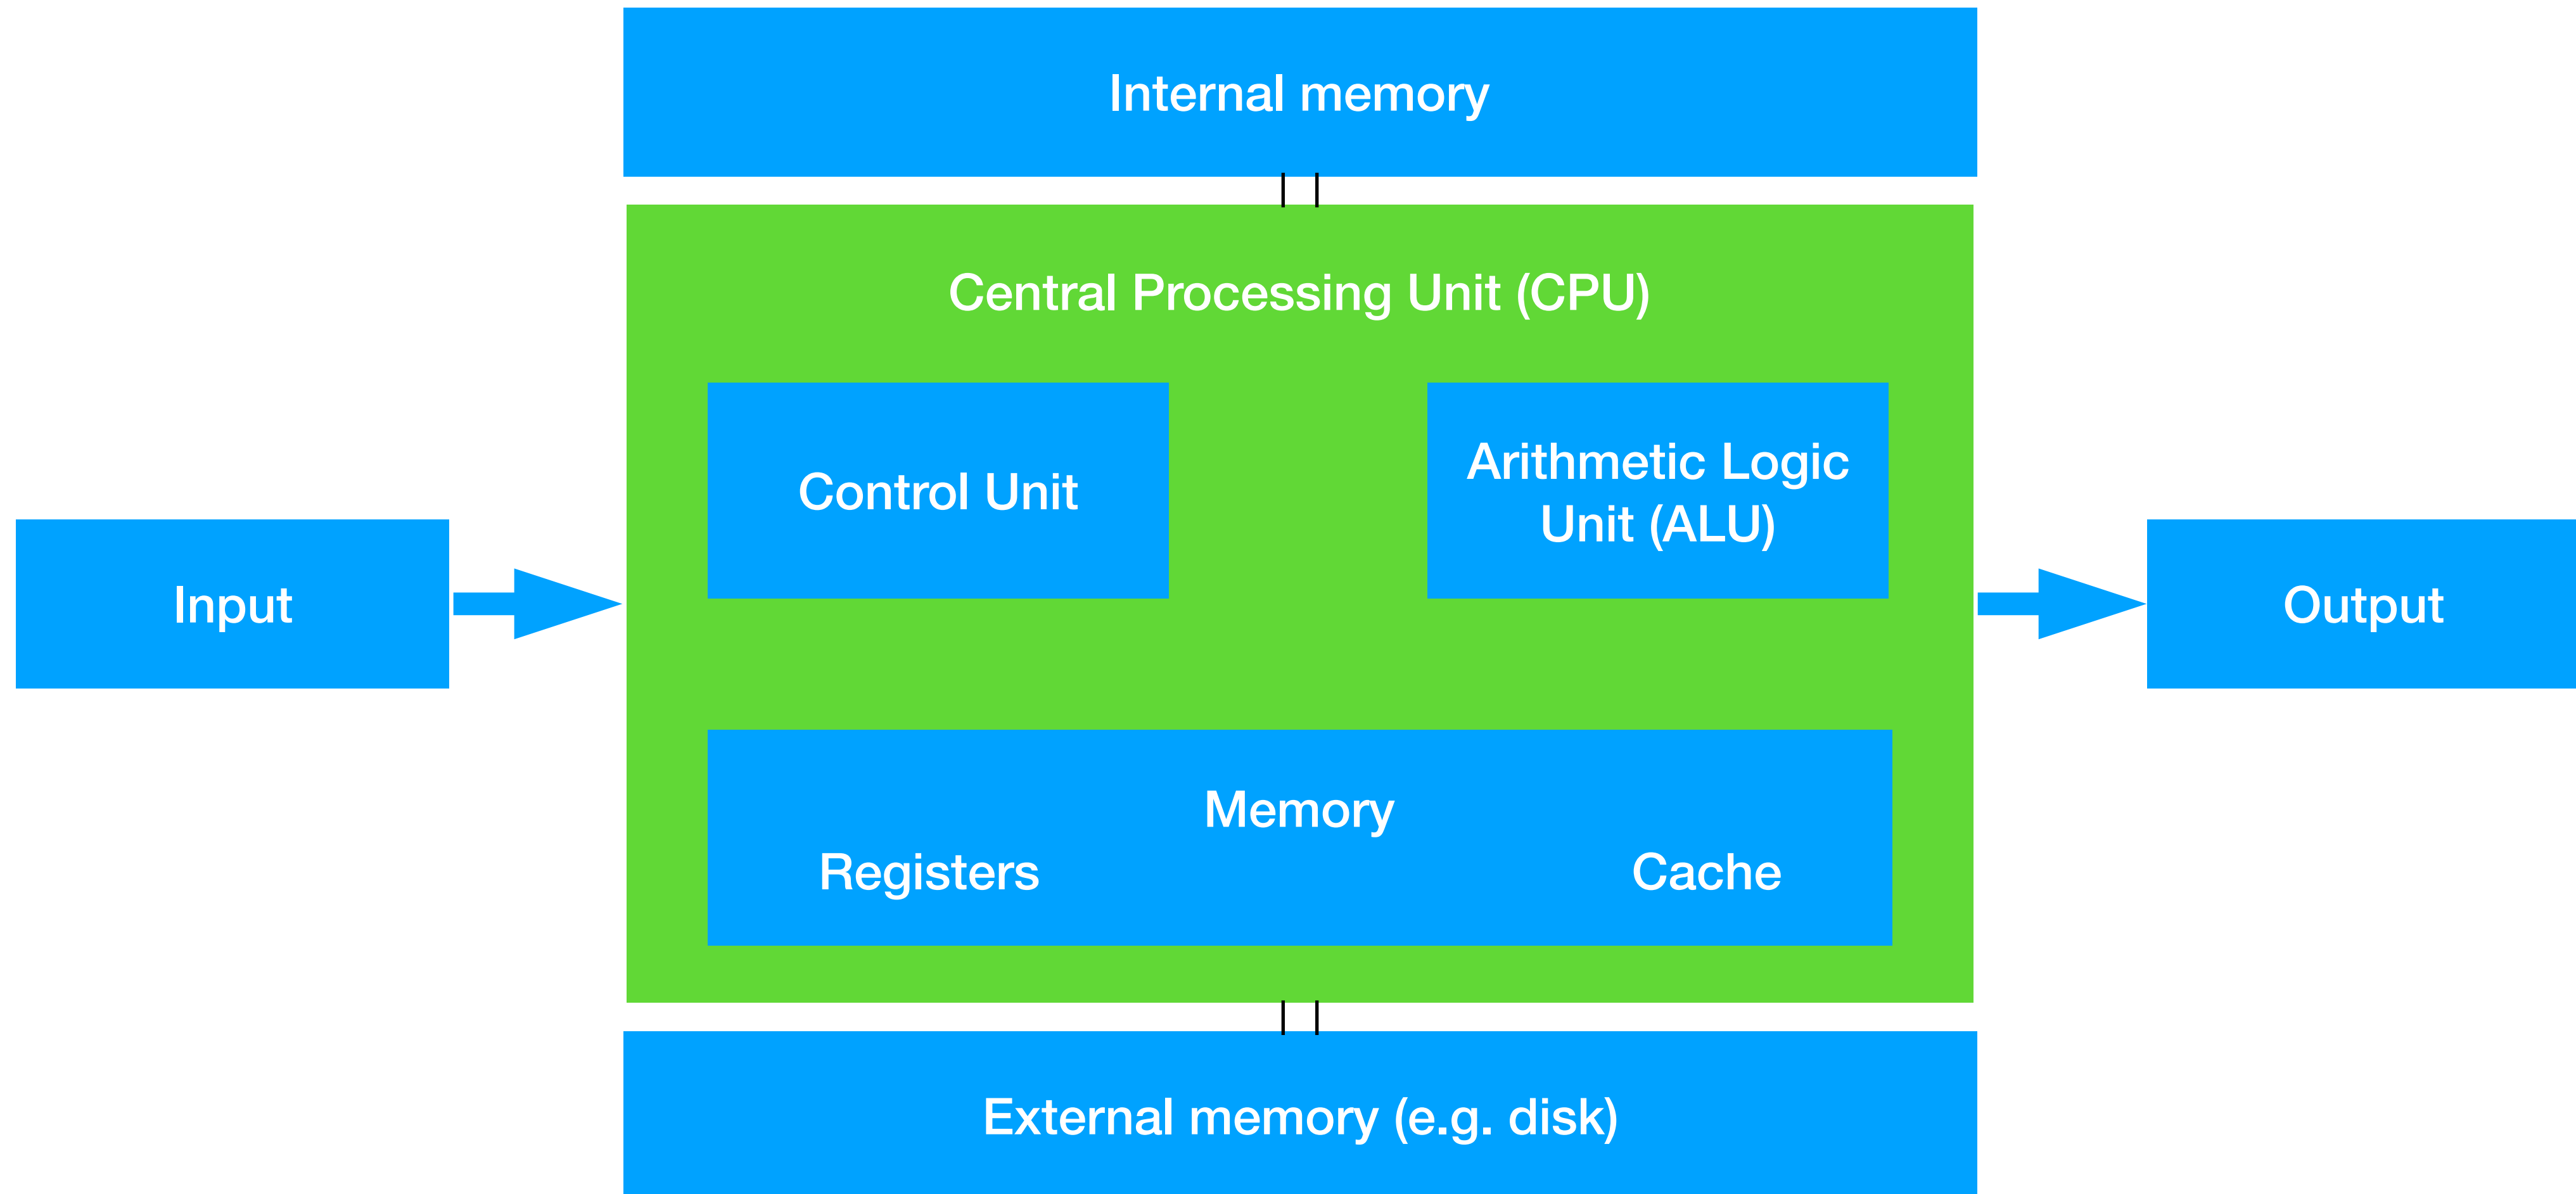 Internal memory
Central Processing Unit (CPU)
Control Unit
Arithmetic Logic
Unit (ALU)
Input
Output
Memory
Registers Cache
External memory (e.g. disk)